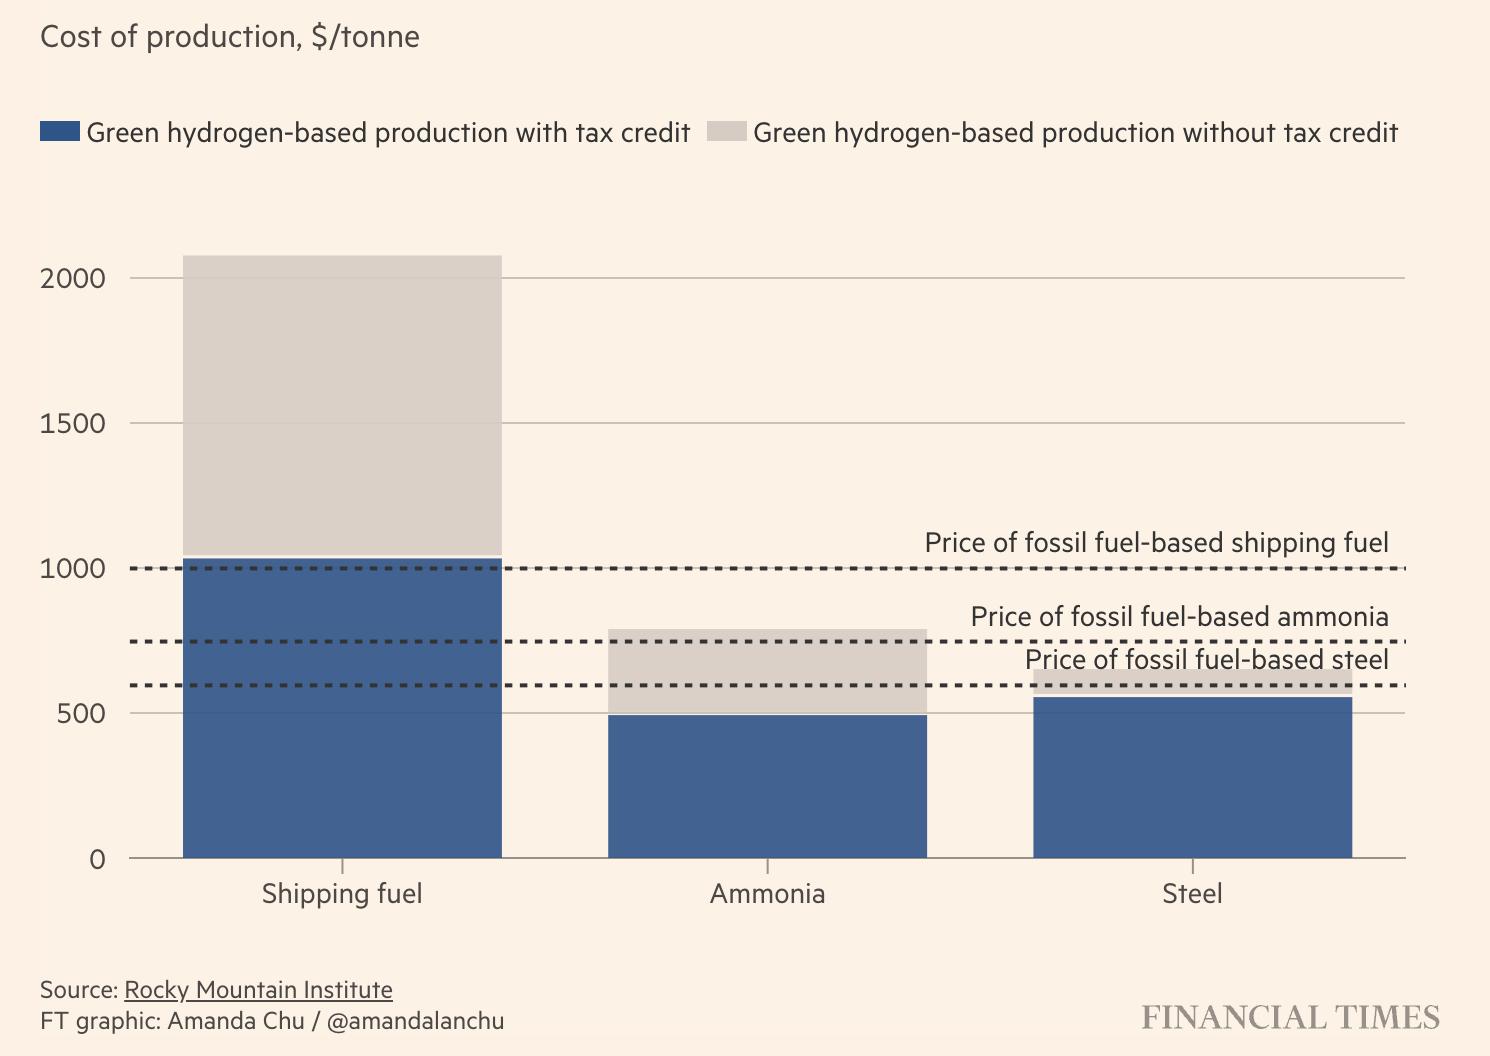 Cost of production, $/tonne
Green hydrogen-based production with tax credit Green hydrogen-based production without tax credit
2000
1500
Price of fossil fuel-based shipping fuel
1000
Price of fossil fuel-based ammonia
Price of fossil fuel-based steel
500
0
Shipping fuel Ammonia Steel
Source: Rocky Mountain Institute
FT graphic: Amanda Chu / @amandalanchu
FINANCIAL TIMES